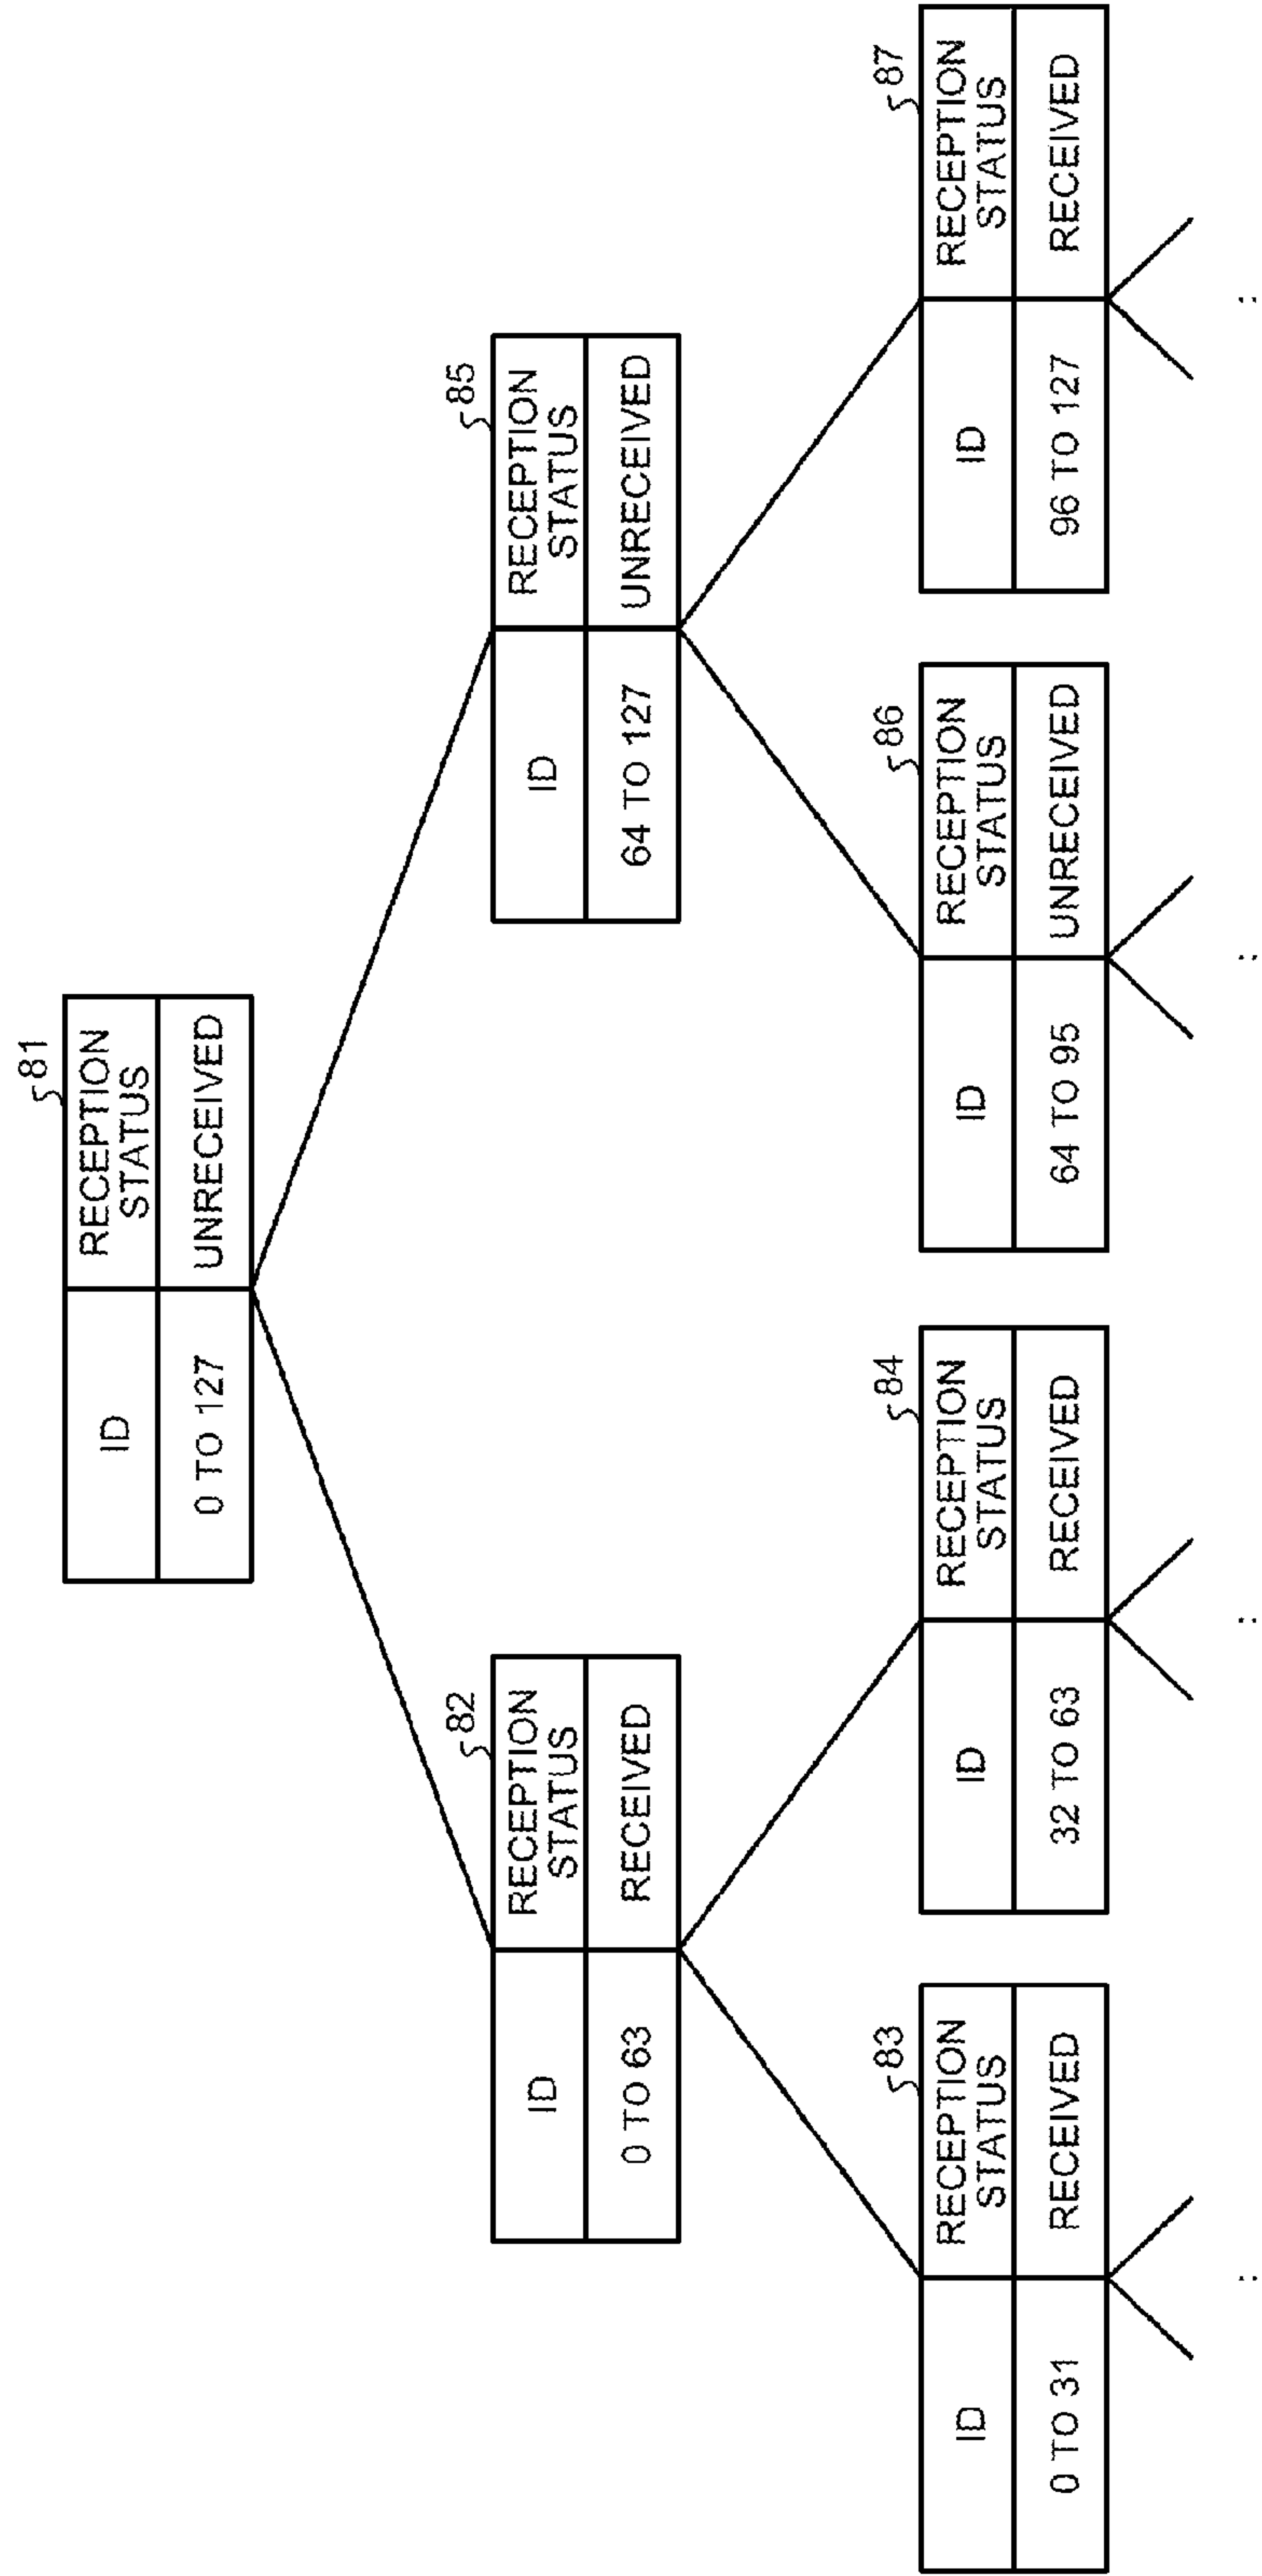 81
ID
RECEPTION
STATUS
0 TO 127
UNRECEIVED
82
ID
RECEPTION
STATUS
0 TO 63
RECEIVED
85
ID
RECEPTION
STATUS
64 TO 127
UNRECEIVED
83
ID
RECEPTION
STATUS
0 TO 31
RECEIVED
84
ID
RECEPTION
STATUS
32 TO 63
RECEIVED
86
ID
RECEPTION
STATUS
64 TO 95
UNRECEIVED
87
ID
RECEPTION
STATUS
96 TO 127
RECEIVED